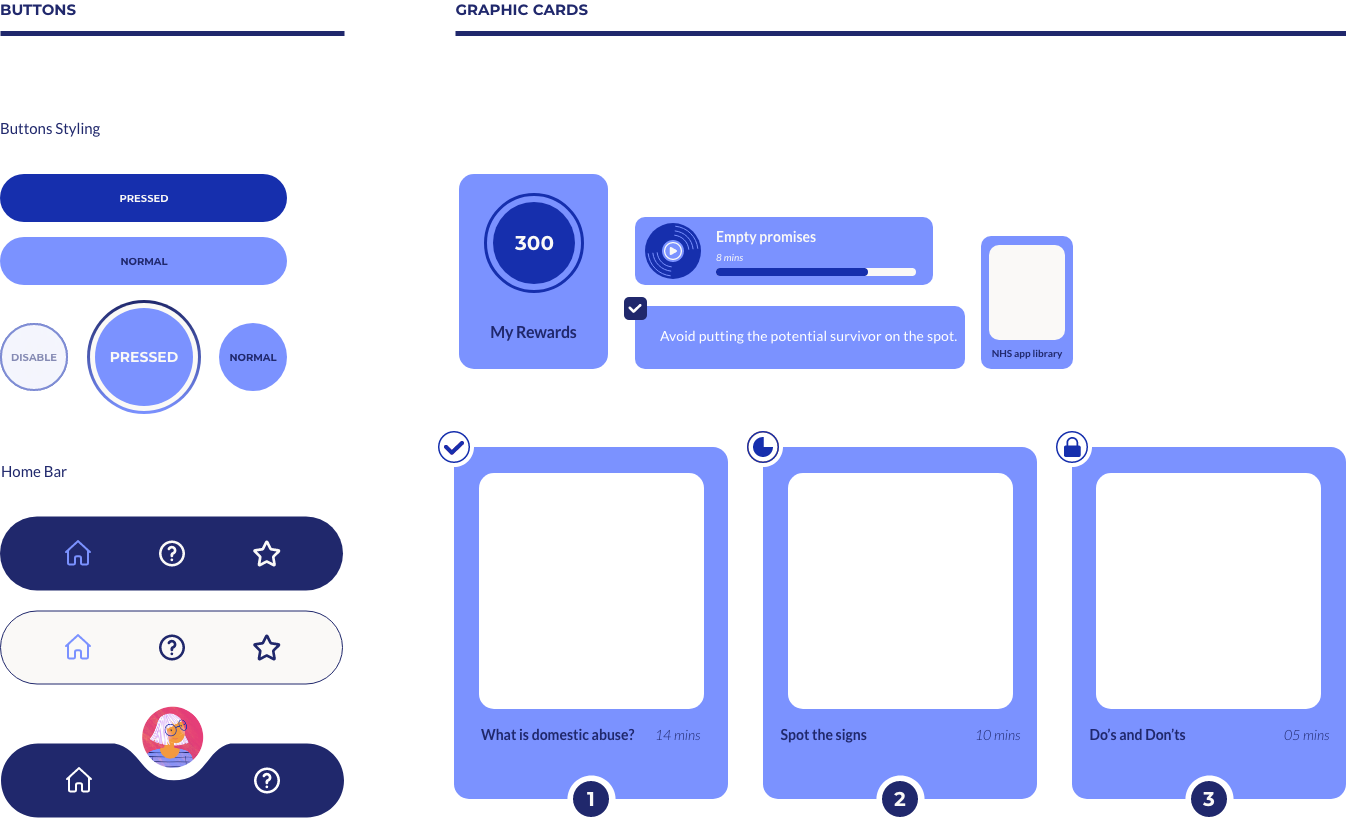 BUTTONS
GRAPHIC CARDS
Buttons Styling
PRESSED
NORMAL
DISABLE
PRESSED
NORMAL
Home Bar
300
My Rewards
Empty promises
8 mins
Avoid putting the potential survivor on the spot.
NHS app library
What is domestic abuse? 14 mins
1
Spot the signs 10 mins
2
Do’s and Don’ts 05 mins
3